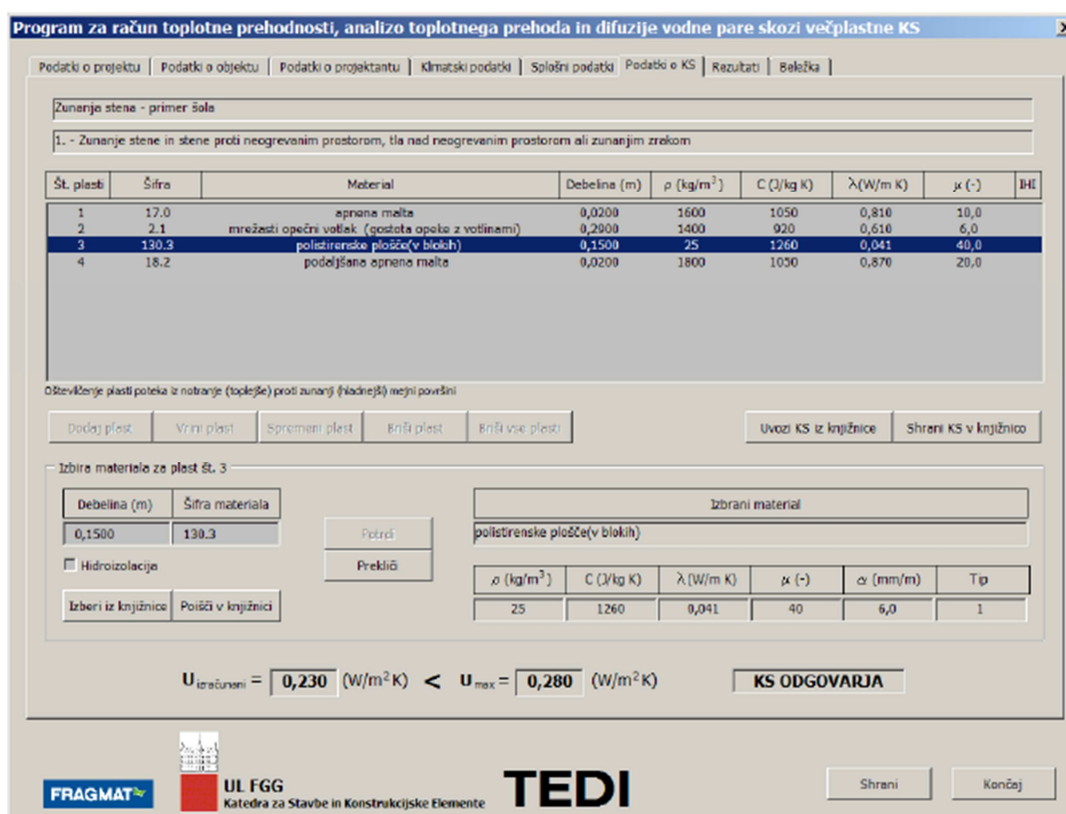 Program za račun toplotne prehodnosti, analizo toplotnega prehoda in difuzije vodne pare skozi večplastne KS
Podatki o projektu Podatki o objektu Podatki o projektantu Klimatski podatki Splošni podatki Podatki o KS Rezultati Beležka
Zunanja stena - primer šola
1. - Zunanje stene in stene proti neogrevanim prostorom, tla nad neogrevanim prostorom ali zunanjim zrakom
Št. plasti Šifra Material Debelina (m) ρ (kg/m³) C (J/kg K) λ(W/m K) μ (-) IHI
1 17.0 apnena malta 0,0200 1600 1050 0,810 10,0
2 2.1 mrežasti opečni votlak (gostota opeke z votlinami) 0,2900 1400 920 0,610 6,0
3 130.3 polistirenske plošče(v blokih) 0,1500 25 1260 0,041 40,0
4 18.2 podaljšana apnena malta 0,0200 1800 1050 0,870 20,0
Oštevilčenje plasti poteka iz notranje (toplejše) proti zunanji (hladnejši) mejni površini
Dodaj plast Vrini plast Spremeni plast Briši plast Briši vse plasti Uvozi KS iz knjižnice Shrani KS v knjižnico
Izbira materiala za plast št. 3
Debelina (m) Šifra materiala Izbrani material
0,1500 130.3 Potrdi polistirenske plošče(v blokih)
Hidroizolacija Prekliči
ρ (kg/m³) C (J/kg K) λ(W/m K) μ (-) α (mm/m) Tip
Izberi iz knjižnice Poišči v knjižnici 25 1260 0,041 40 6,0 1
U izračunani = 0,230 (W/m²K) < U max = 0,280 (W/m²K) KS ODGOVARJA
FRAGMAT
UL FGG
Katedra za Stavbe in Konstrukcijske Elemente
TEDI
Shrani Končaj